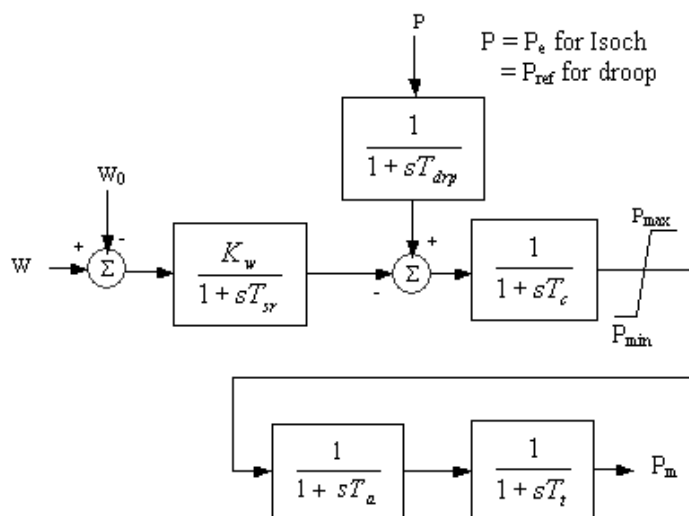 P
P = Pe for Isoch
= Pref for droop
1
1 + sTdrp
W0
W
+
-
Σ
Kw
1 + sTsr
-
+
Σ
1
1 + sTc
Pmax
Pmin
1
1 + sTa
1
1 + sTt
Pm